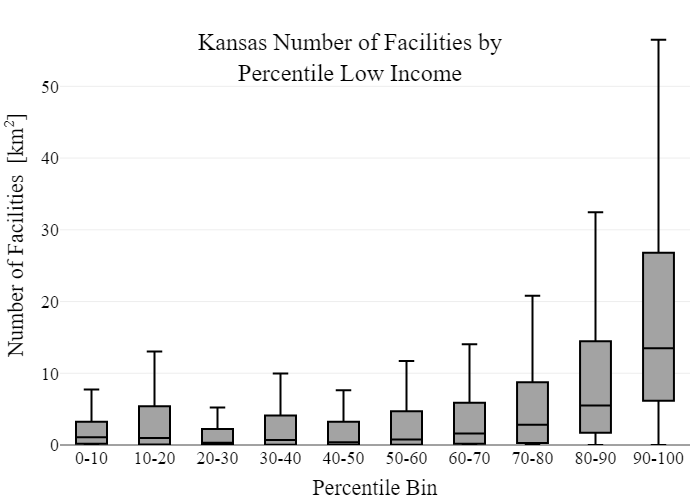 Kansas Number of Facilities by
Percentile Low Income
Number of Facilities [km²]
50
40
30
20
10
0
0-10 10-20 20-30 30-40 40-50 50-60 60-70 70-80 80-90 90-100
Percentile Bin